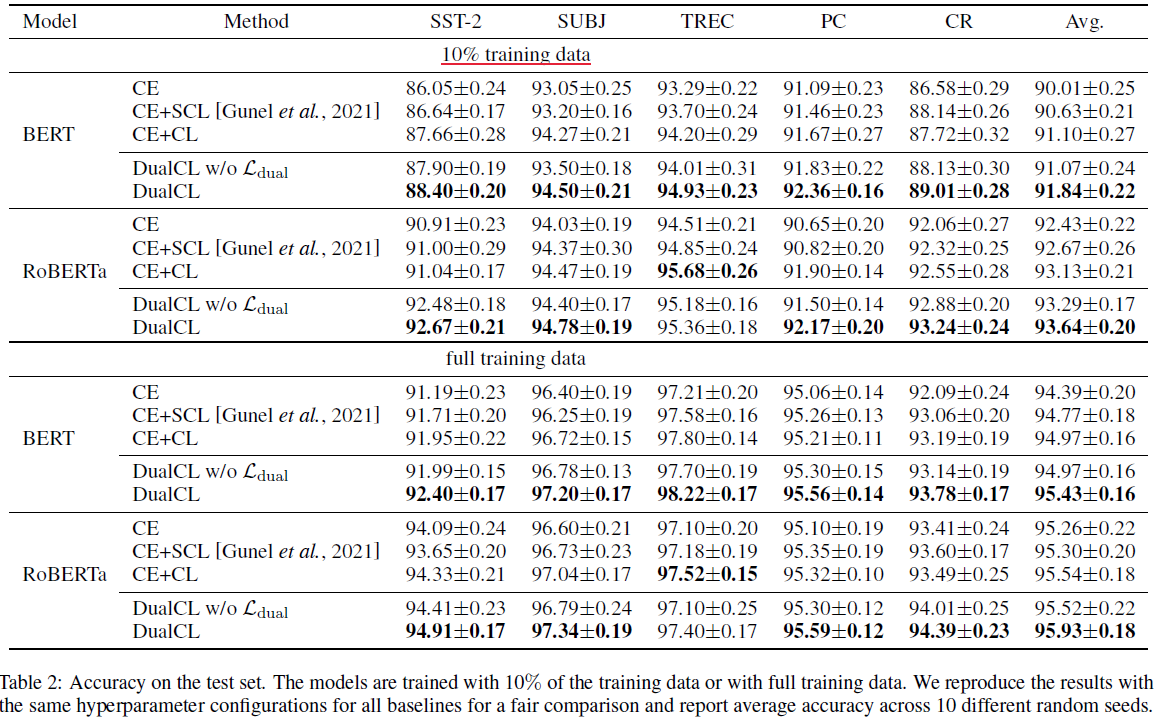 Model Method SST-2 SUBJ TREC PC CR Avg.
10% training data
CE 86.05±0.24 93.05±0.25 93.29±0.22 91.09±0.23 86.58±0.29 90.01±0.25
CE+SCL [Gunel et al., 2021] 86.64±0.17 93.20±0.16 93.70±0.24 91.46±0.23 88.14±0.26 90.63±0.21
BERT CE+CL 87.66±0.28 94.27±0.21 94.20±0.29 91.67±0.27 87.72±0.32 91.10±0.27
DualCL w/o ℒdual 87.90±0.19 93.50±0.18 94.01±0.31 91.83±0.22 88.13±0.30 91.07±0.24
DualCL 88.40±0.20 94.50±0.21 94.93±0.23 92.36±0.16 89.01±0.28 91.84±0.22
CE 90.91±0.23 94.03±0.19 94.51±0.21 90.65±0.20 92.06±0.27 92.43±0.22
CE+SCL [Gunel et al., 2021] 91.00±0.29 94.37±0.30 94.85±0.24 90.82±0.20 92.32±0.25 92.67±0.26
RoBERTa CE+CL 91.04±0.17 94.47±0.19 95.68±0.26 91.90±0.14 92.55±0.28 93.13±0.21
DualCL w/o ℒdual 92.48±0.18 94.40±0.17 95.18±0.16 91.50±0.14 92.88±0.20 93.29±0.17
DualCL 92.67±0.21 94.78±0.19 95.36±0.18 92.17±0.20 93.24±0.24 93.64±0.20
full training data
CE 91.19±0.23 96.40±0.19 97.21±0.20 95.06±0.14 92.09±0.24 94.39±0.20
CE+SCL [Gunel et al., 2021] 91.71±0.20 96.25±0.19 97.58±0.16 95.26±0.13 93.06±0.20 94.77±0.18
BERT CE+CL 91.95±0.22 96.72±0.15 97.80±0.14 95.21±0.11 93.19±0.19 94.97±0.16
DualCL w/o ℒdual 91.99±0.15 96.78±0.13 97.70±0.19 95.30±0.15 93.14±0.19 94.97±0.16
DualCL 92.40±0.17 97.20±0.17 98.22±0.17 95.56±0.14 93.78±0.17 95.43±0.16
CE 94.09±0.24 96.60±0.21 97.10±0.20 95.10±0.19 93.41±0.24 95.26±0.22
CE+SCL [Gunel et al., 2021] 93.65±0.20 96.73±0.23 97.18±0.19 95.35±0.19 93.60±0.17 95.30±0.20
RoBERTa CE+CL 94.33±0.21 97.04±0.17 97.52±0.15 95.32±0.10 93.49±0.25 95.54±0.18
DualCL w/o ℒdual 94.41±0.23 96.79±0.24 97.10±0.25 95.30±0.12 94.01±0.25 95.52±0.22
DualCL 94.91±0.17 97.34±0.19 97.40±0.17 95.59±0.12 94.39±0.23 95.93±0.18
Table 2: Accuracy on the test set. The models are trained with 10% of the training data or with full training data. We reproduce the results with
the same hyperparameter configurations for all baselines for a fair comparison and report average accuracy across 10 different random seeds.